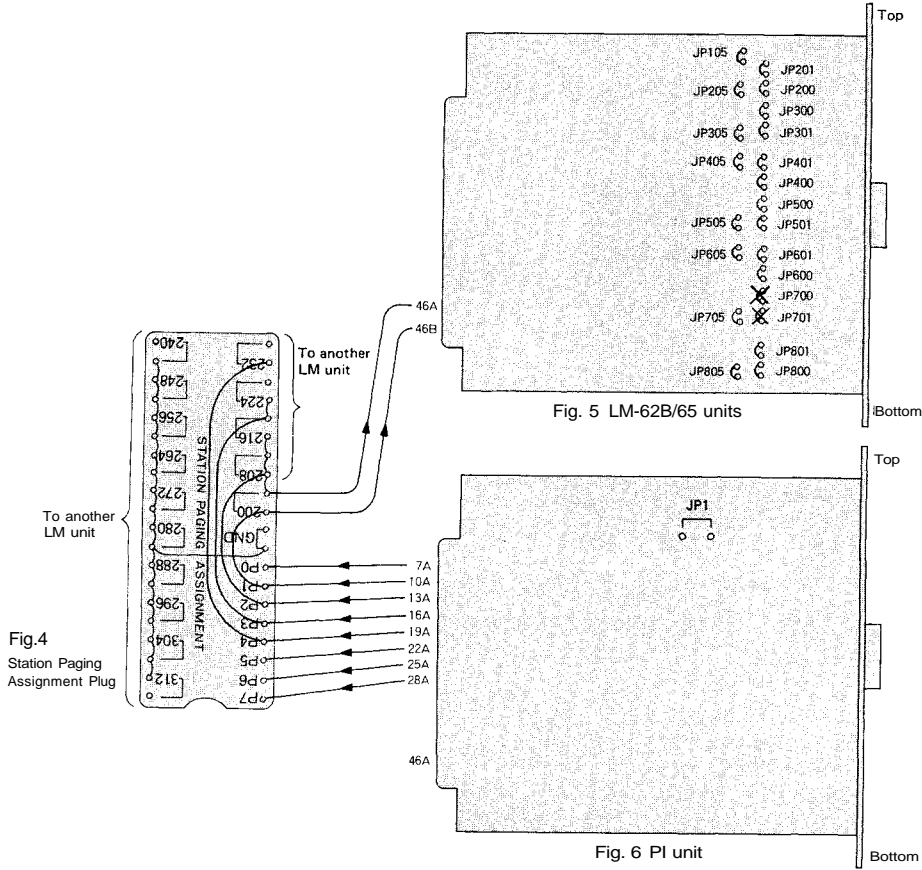 Top
JP105
JP201
JP205
JP200
JP300
JP305
JP301
JP405
JP401
JP400
JP500
JP505
JP501
JP605
JP601
JP600
JP700
JP705
JP701
JP801
JP805
JP800
Fig. 5 LM-62B/65 units
Bottom
46A
46B
To another
LM unit
240
248
256
264
272
280
288
296
304
312
STATION PAGING ASSIGNMENT
232
224
216
208
200
GND
P0
P1
P2
P3
P4
P5
P6
P7
To another
LM unit
Fig.4
Station Paging
Assignment Plug
7A
10A
13A
16A
19A
22A
25A
28A
46A
Top
JP1
Fig. 6 PI unit
Bottom